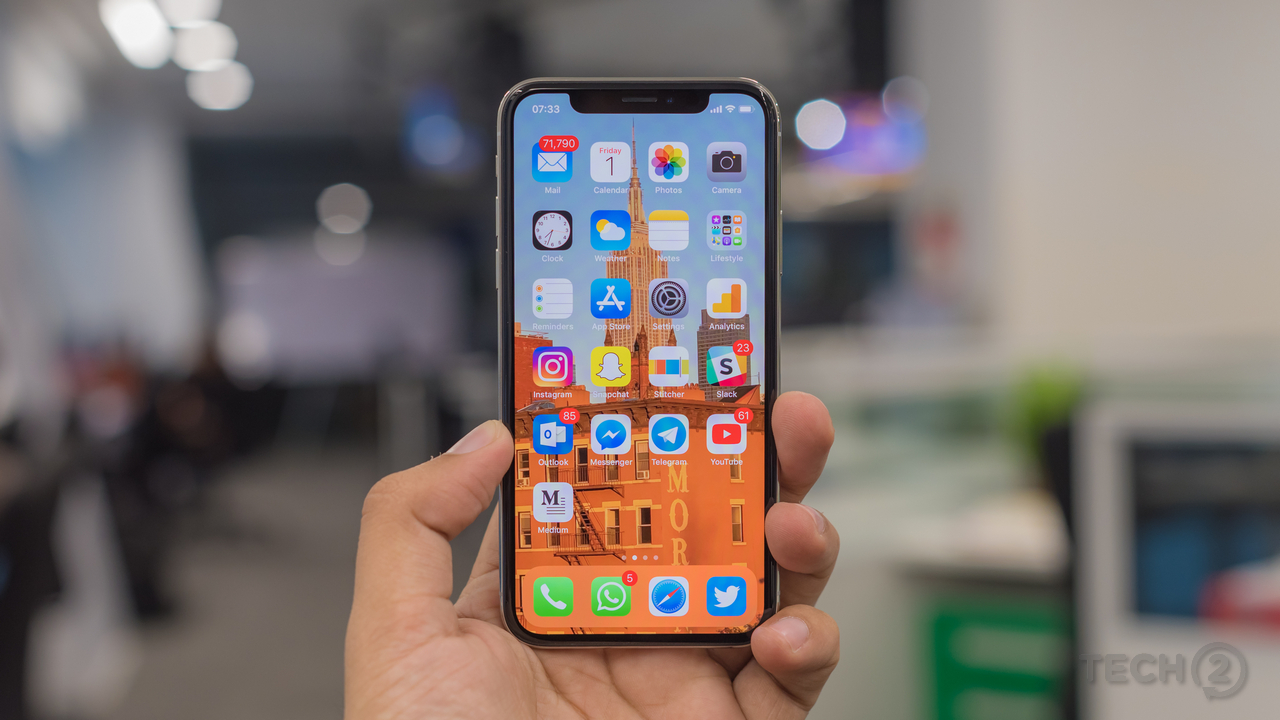 07:33
71,790
Friday
1
Mail
Calendar
Photos
Camera
Clock
Weather
Notes
Lifestyle
Reminders
App Store
Settings
Analytics
23
S
Instagram
Snapchat
Stitcher
Slack
85
61
O
Outlook
Messenger
Telegram
YouTube
M
Medium
MOR
5
TECH2